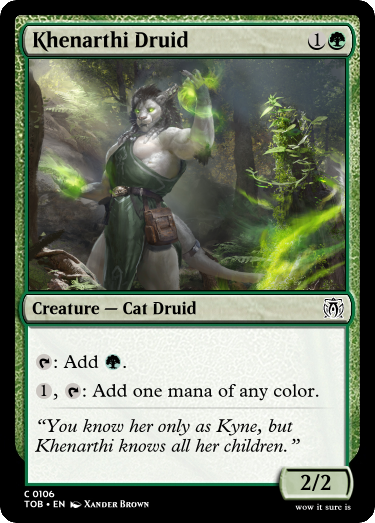 Khenarthi Druid 1
Creature — Cat Druid
: Add .
1, : Add one mana of any color.
“You know her only as Kyne, but
Khenarthi knows all her children.”
2/2
C 0106
TOB • EN Xander Brown
wow it sure is